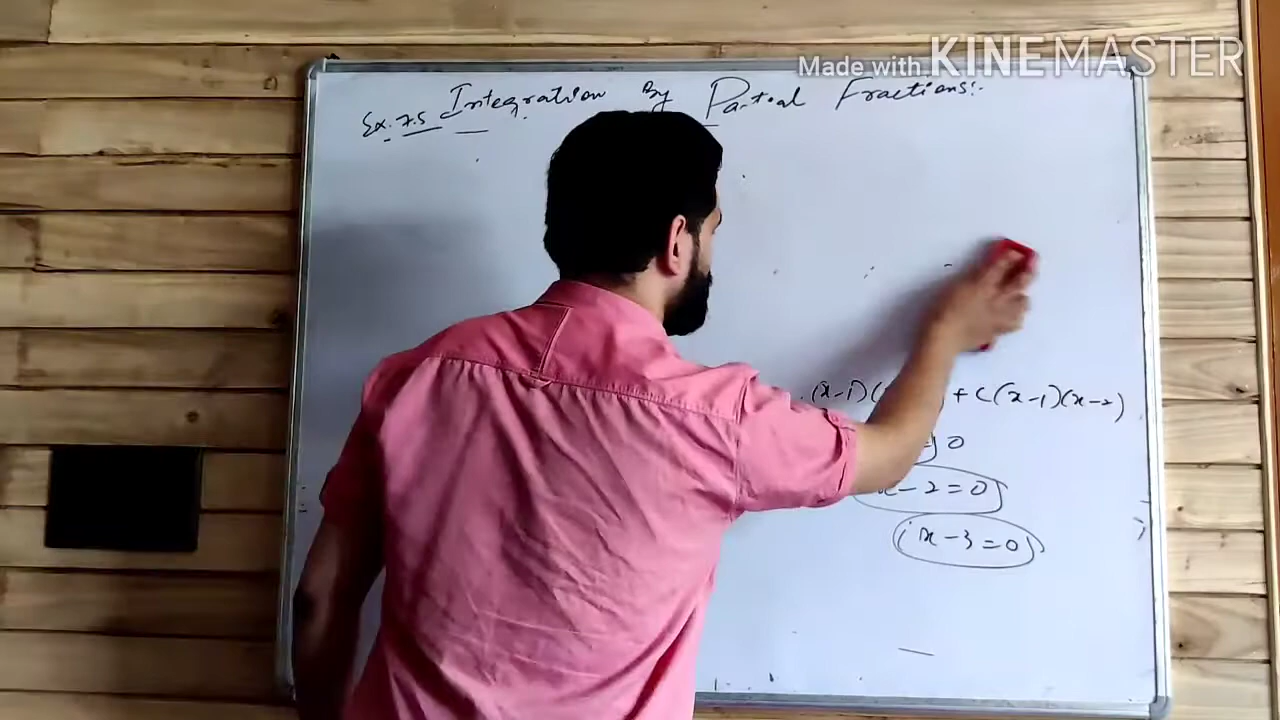 Made with KINEMASTER
Ex. 7.5 Integration By Partial Fractions:-
(x-1)( + C(x-1)(x-2)
0
x-2=0
x-3=0